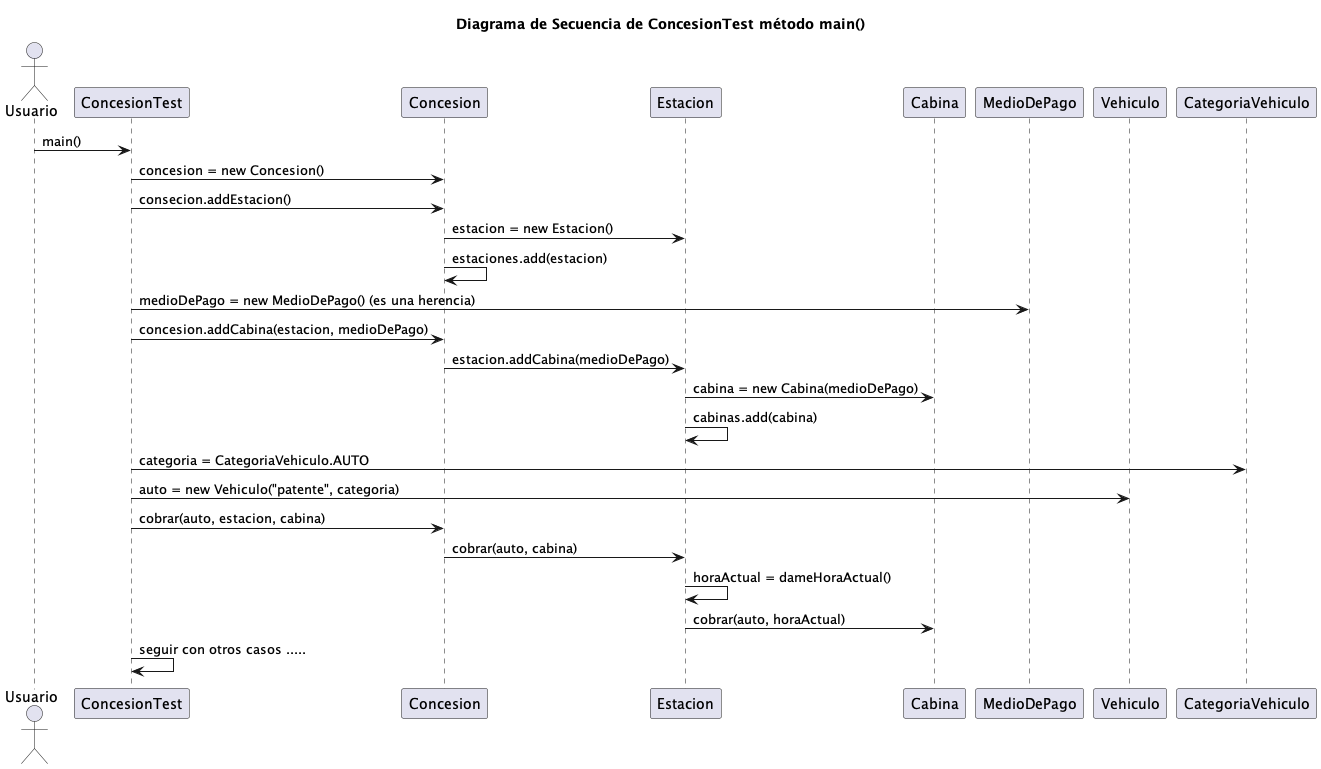 Diagrama de Secuencia de ConcesionTest método main()
Usuario
ConcesionTest
Concesion
Estacion
Cabina
MedioDePago
Vehiculo
CategoriaVehiculo
main()
concesion = new Concesion()
consecion.addEstacion()
estacion = new Estacion()
estaciones.add(estacion)
medioDePago = new MedioDePago() (es una herencia)
concesion.addCabina(estacion, medioDePago)
estacion.addCabina(medioDePago)
cabina = new Cabina(medioDePago)
cabinas.add(cabina)
categoria = CategoriaVehiculo.AUTO
auto = new Vehiculo("patente", categoria)
cobrar(auto, estacion, cabina)
cobrar(auto, cabina)
horaActual = dameHoraActual()
cobrar(auto, horaActual)
seguir con otros casos .....
Usuario
ConcesionTest
Concesion
Estacion
Cabina
MedioDePago
Vehiculo
CategoriaVehiculo